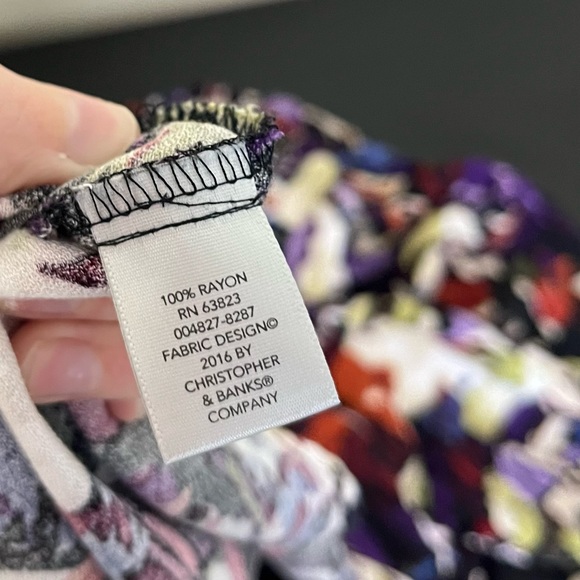 100% RAYON
RN 63823
004827-8287
FABRIC DESIGN©
2016 BY
CHRISTOPHER
& BANKS®
COMPANY